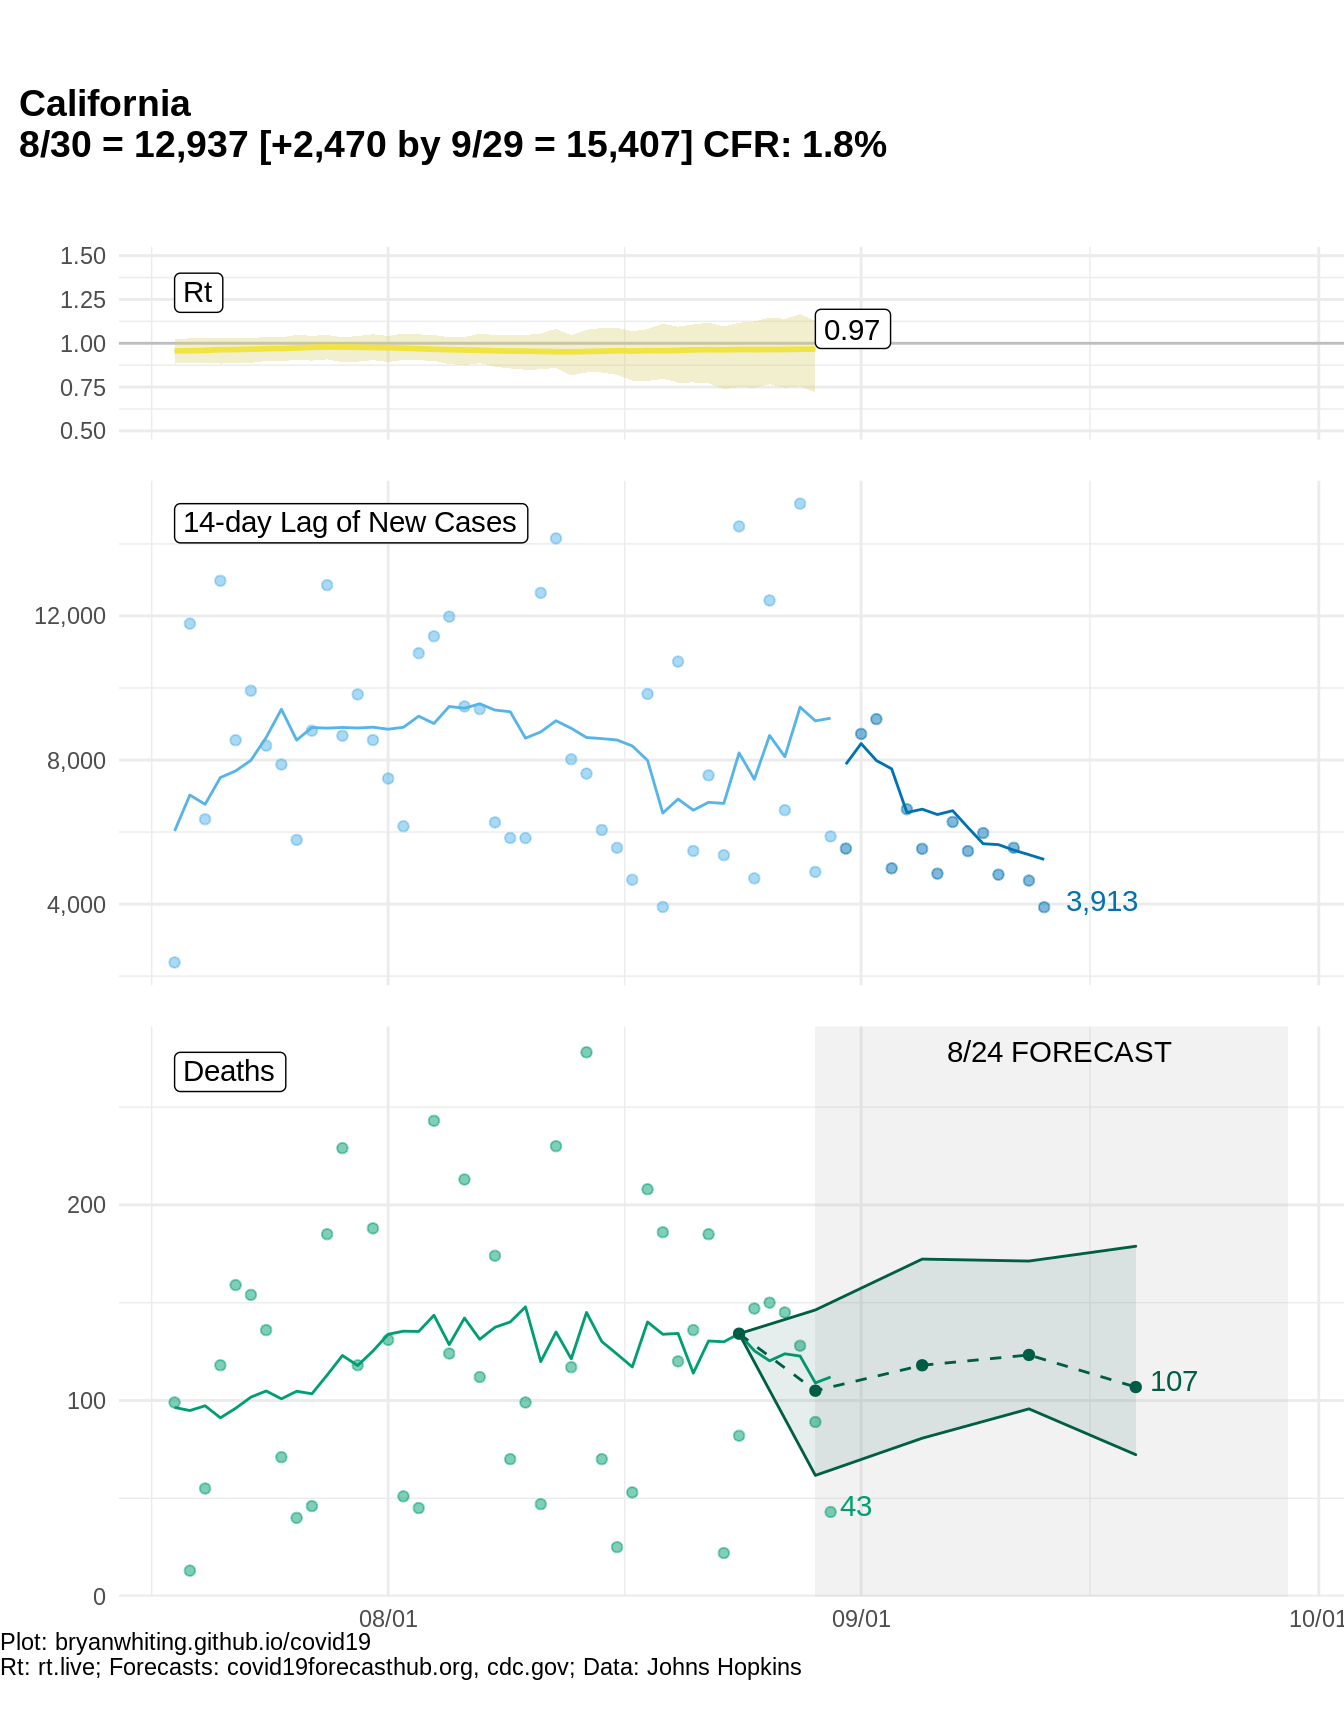 California
8/30 = 12,937 [+2,470 by 9/29 = 15,407] CFR: 1.8%
1.50
1.25
1.00
0.75
0.50
Rt
0.97
14-day Lag of New Cases
12,000
8,000
4,000
3,913
Deaths
8/24 FORECAST
200
100
0
107
43
08/01
09/01
10/01
Plot: bryanwhiting.github.io/covid19
Rt: rt.live; Forecasts: covid19forecasthub.org, cdc.gov; Data: Johns Hopkins